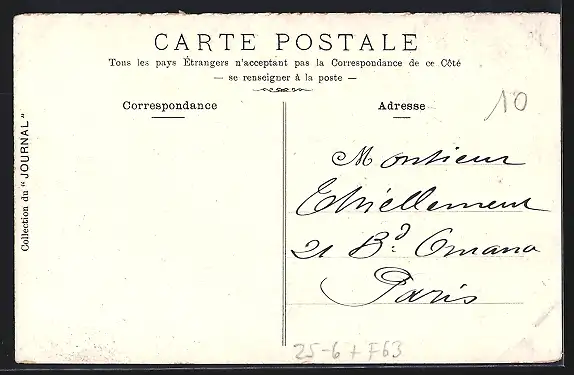 CARTE POSTALE
Tous les pays Étrangers n'acceptant pas la Correspondance de ce Côté
— se renseigner à la poste —
Correspondance
Adresse
10
Collection du "JOURNAL"
Monsieur
21 Bd. Ornano
Paris
25-6 + F63